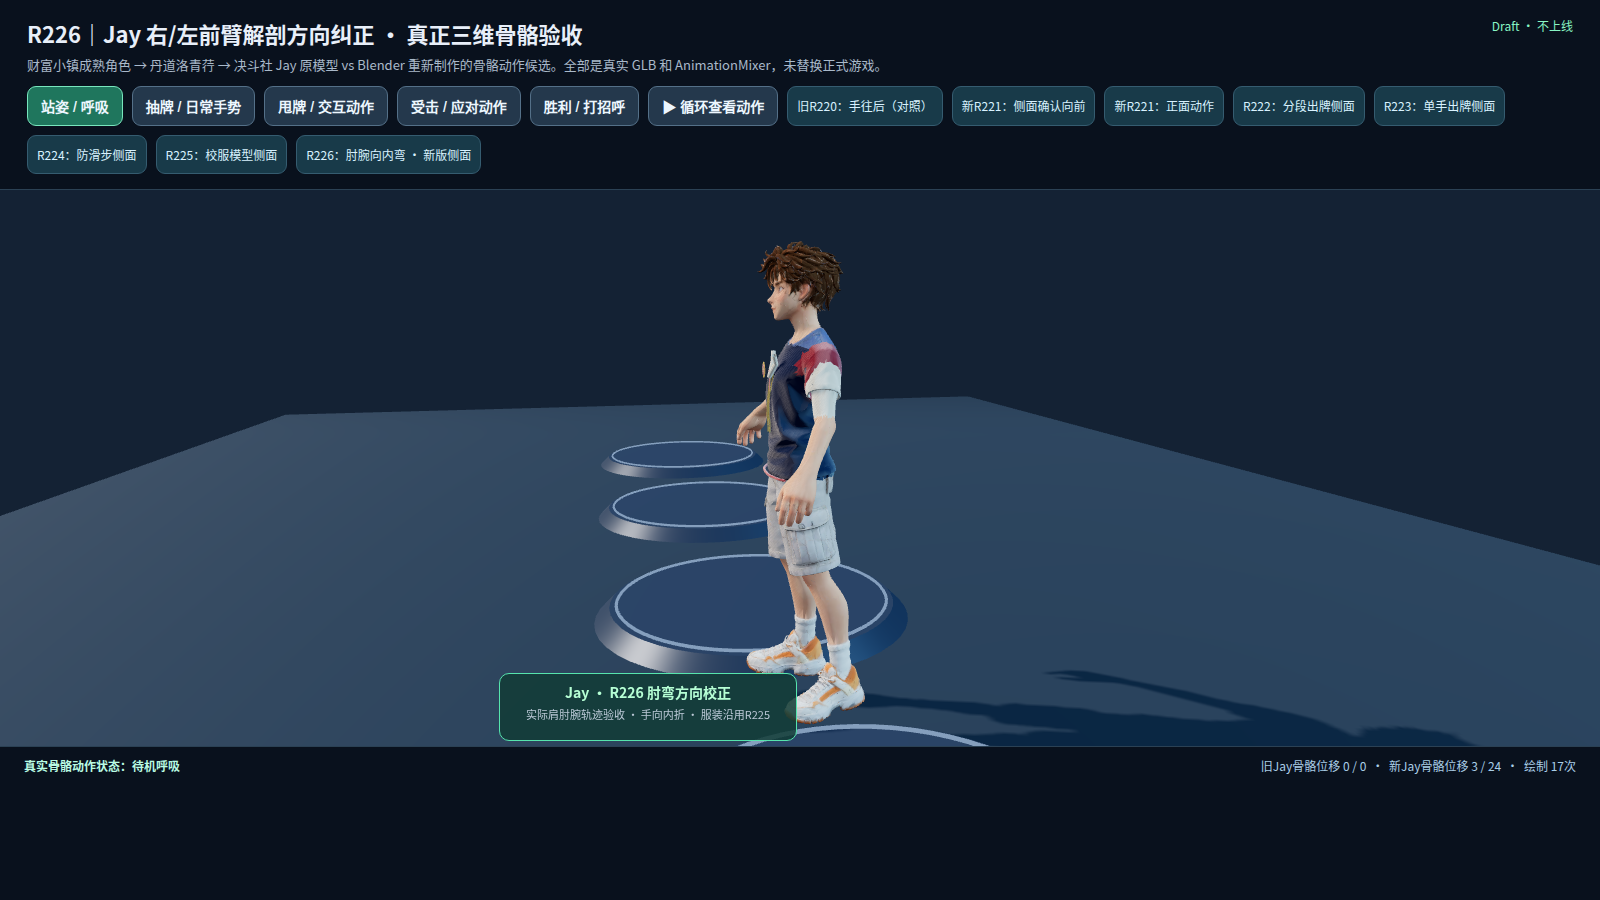 R226｜Jay 右/左前臂解剖方向纠正 · 真正三维骨骼验收
Draft · 不上线
财富小镇成熟角色 → 丹道洛青荇 → 决斗社 Jay 原模型 vs Blender 重新制作的骨骼动作候选。全部是真实 GLB 和 AnimationMixer，未替换正式游戏。
站姿 / 呼吸
抽牌 / 日常手势
甩牌 / 交互动作
受击 / 应对动作
胜利 / 打招呼
▶ 循环查看动作
旧R220：手往后（对照）
新R221：侧面确认向前
新R221：正面动作
R222：分段出牌侧面
R223：单手出牌侧面
R224：防滑步侧面
R225：校服模型侧面
R226：肘腕向内弯 · 新版侧面
Jay · R226 肘弯方向校正
实际肩肘腕轨迹验收 · 手向内折 · 服装沿用R225
真实骨骼动作状态：待机呼吸
旧Jay骨骼位移 0 / 0 · 新Jay骨骼位移 3 / 24 · 绘制 17次